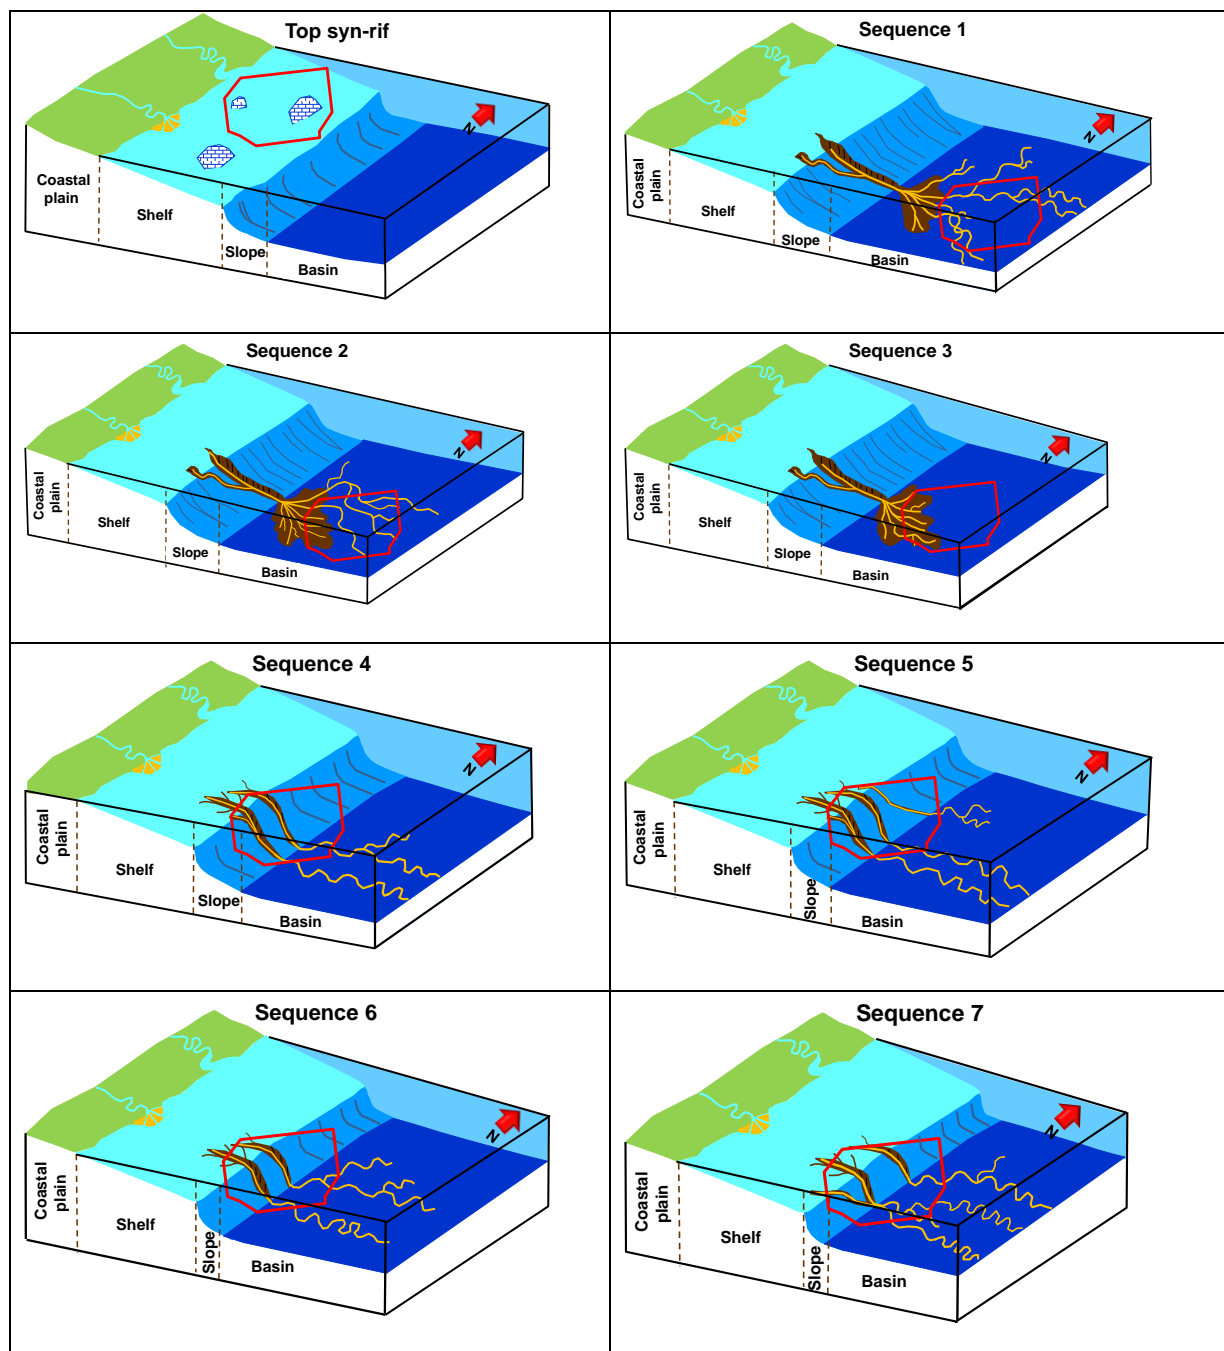 Top syn-rif
N
Coastal
plain
Shelf
Slope
Basin
Sequence 1
N
Coastal
plain
Shelf
Slope
Basin
Sequence 2
N
Coastal
plain
Shelf
Slope
Basin
Sequence 3
N
Coastal
plain
Shelf
Slope
Basin
Sequence 4
N
Coastal
plain
Shelf
Slope
Basin
Sequence 5
N
Coastal
plain
Shelf
Slope
Basin
Sequence 6
N
Coastal
plain
Shelf
Slope
Basin
Sequence 7
N
Coastal
plain
Shelf
Slope
Basin